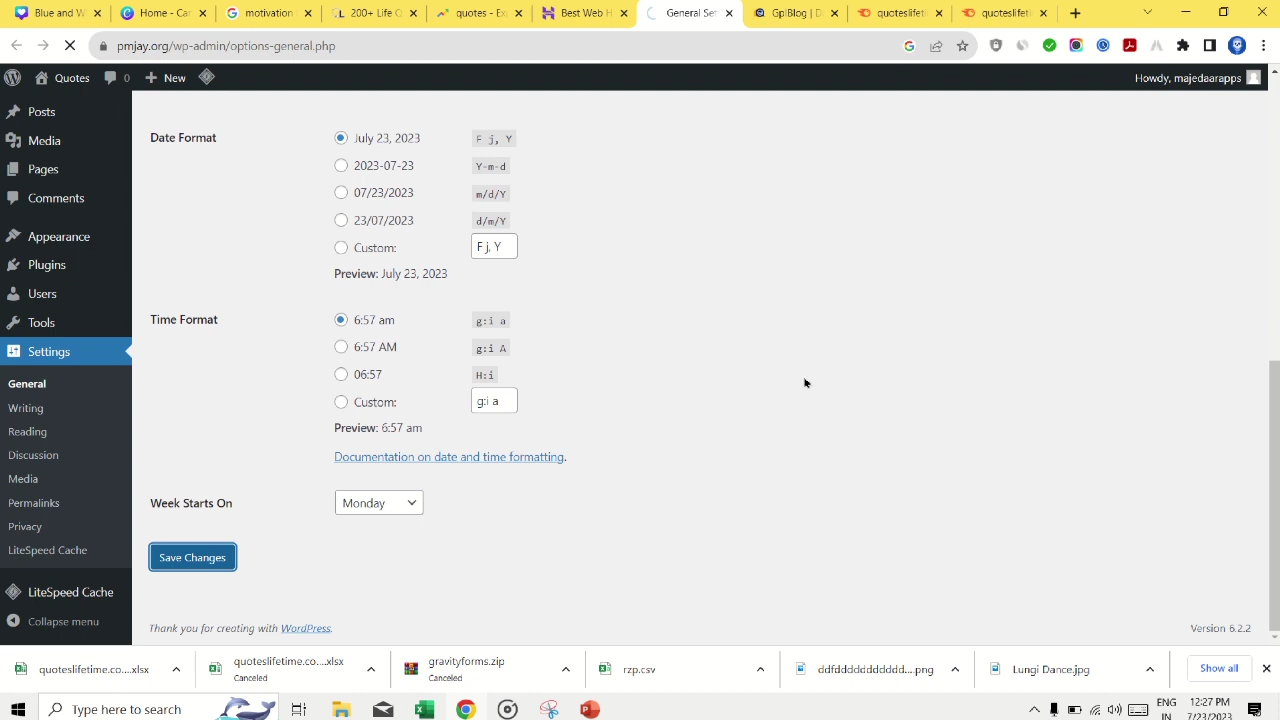 Blue and W
Home - Car
motivation
200+ Life Q
quotes - Exp
Best Web H
General Set
GplBlog | D
quoteslifeti
quoteslifeti
pmjay.org/wp-admin/options-general.php
Quotes 0 New
Howdy, majedaarapps
Posts
Media
Pages
Comments
Appearance
Plugins
Users
Tools
Settings
General
Writing
Reading
Discussion
Media
Permalinks
Privacy
LiteSpeed Cache
LiteSpeed Cache
Collapse menu
Date Format
July 23, 2023 F j, Y
2023-07-23 Y-m-d
07/23/2023 m/d/Y
23/07/2023 d/m/Y
Custom: F j, Y
Preview: July 23, 2023
Time Format
6:57 am g:i a
6:57 AM g:i A
06:57 H:i
Custom: g:i a
Preview: 6:57 am
Documentation on date and time formatting.
Week Starts On Monday
Save Changes
Thank you for creating with WordPress.
Version 6.2.2
quoteslifetime.co....xlsx
quoteslifetime.co....xlsx
Canceled
gravityforms.zip
Canceled
rzp.csv
ddfdddddddddd....png
Lungi Dance.jpg
Show all
Type here to search
ENG
IN
12:27 PM
7/23/2023